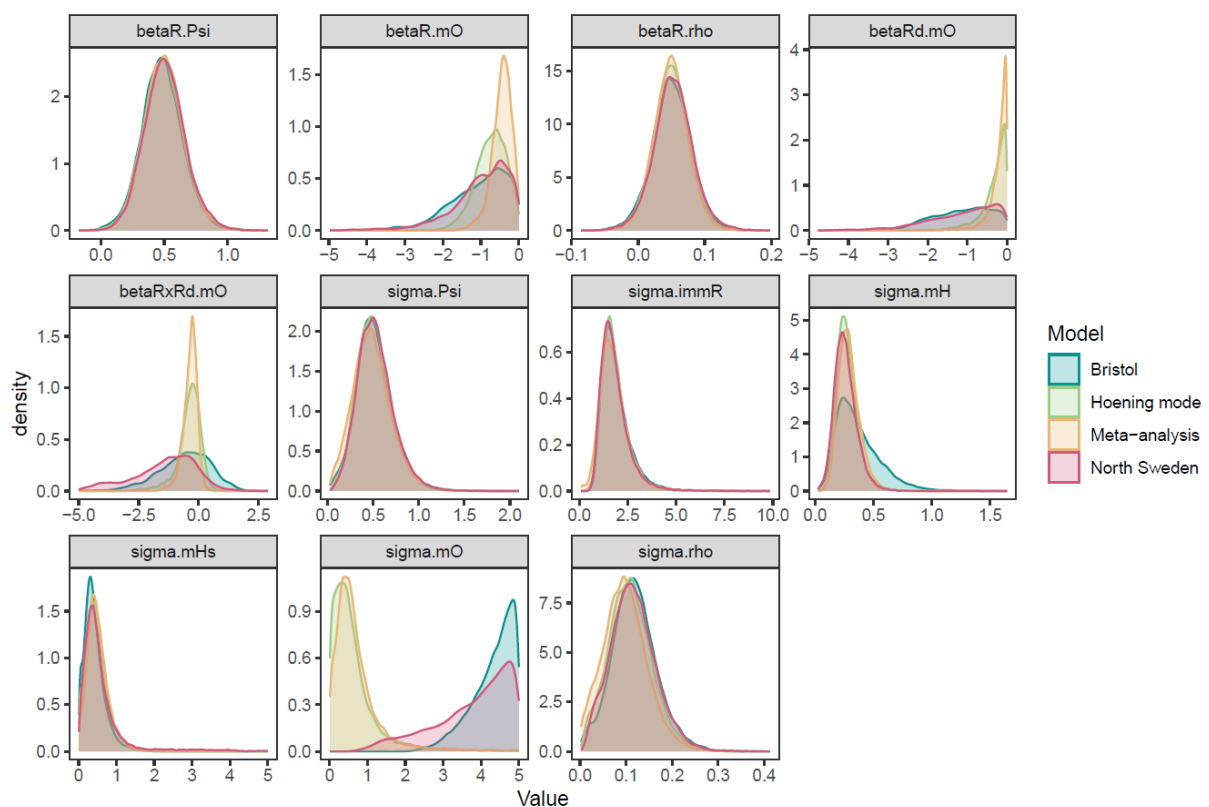 betaR.Psi betaR.mO betaR.rho betaRd.mO
0 1 2
0.0 0.5 1.0
0.0 0.5 1.0 1.5
−5 −4 −3 −2 −1 0
0 5 10 15
−0.1 0.0 0.1 0.2
0 1 2 3 4
−5 −4 −3 −2 −1 0
betaRxRd.mO sigma.Psi sigma.immR sigma.mH
0.0 0.5 1.0 1.5
−5.0 −2.5 0.0 2.5
0.0 0.5 1.0 1.5 2.0
0.0 0.5 1.0 1.5 2.0
0.0 0.2 0.4 0.6
0.0 2.5 5.0 7.5 10.0
0 1 2 3 4 5
0.0 0.5 1.0 1.5
sigma.mHs sigma.mO sigma.rho
0.0 0.5 1.0 1.5
0 1 2 3 4 5
0.0 0.3 0.6 0.9
0 1 2 3 4 5
0.0 2.5 5.0 7.5
0.0 0.1 0.2 0.3 0.4
density
Value
Model
Bristol
Hoening mode
Meta−analysis
North Sweden